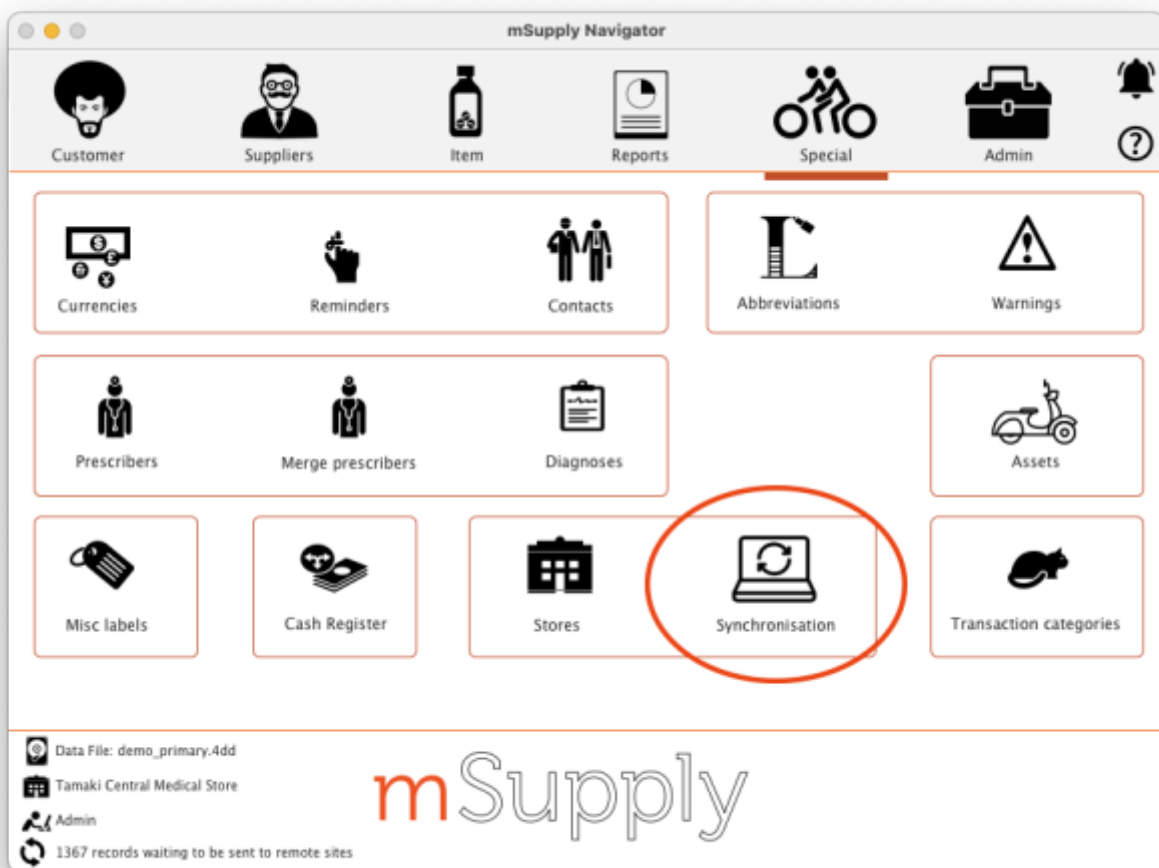 mSupply Navigator
Customer Suppliers Item Reports Special Admin
Currencies Reminders Contacts Abbreviations Warnings
Prescribers Merge prescribers Diagnoses Assets
Misc labels Cash Register Stores Synchronisation Transaction categories
Data File: demo_primary.4dd
Tamaki Central Medical Store
Admin
1367 records waiting to be sent to remote sites
mSupply